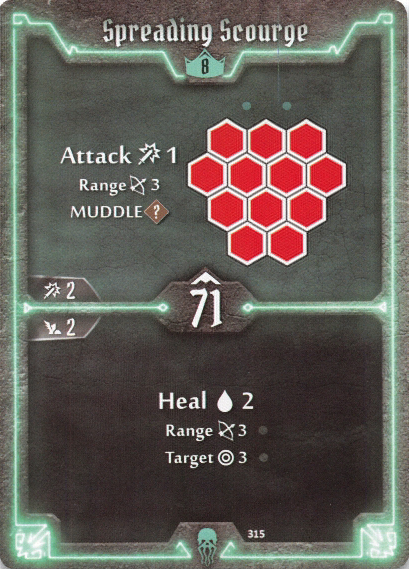 Spreading Scourge
8
Attack 1
Range 3
MUDDLE ?
2
71
2
Heal 2
Range 3
Target 3
315